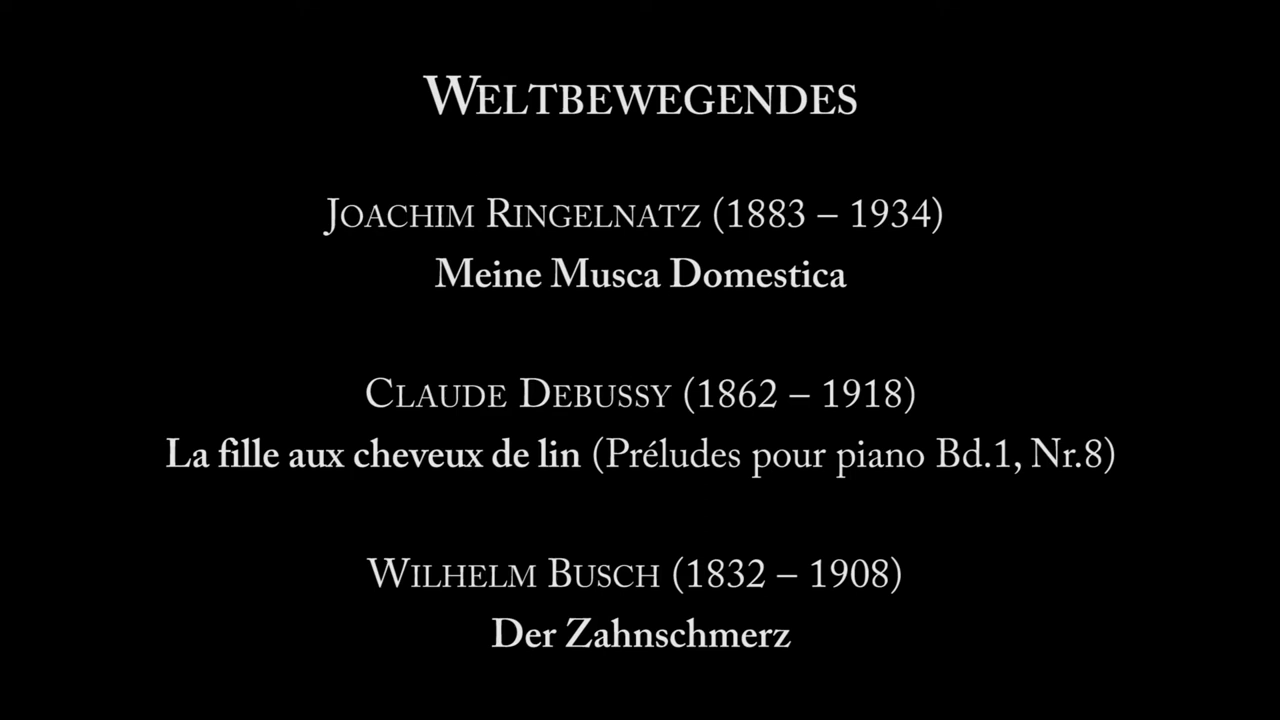 WELTBEWEGENDES
JOACHIM RINGELNATZ (1883 – 1934)
Meine Musca Domestica
CLAUDE DEBUSSY (1862 – 1918)
La fille aux cheveux de lin (Préludes pour piano Bd.1, Nr.8)
WILHELM BUSCH (1832 – 1908)
Der Zahnschmerz